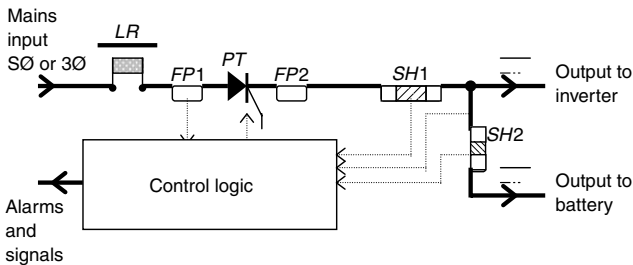 Mains
input
SØ or 3Ø
LR
FP1
PT
FP2
SH1
Output to
inverter
SH2
Control logic
Output to
battery
Alarms
and
signals